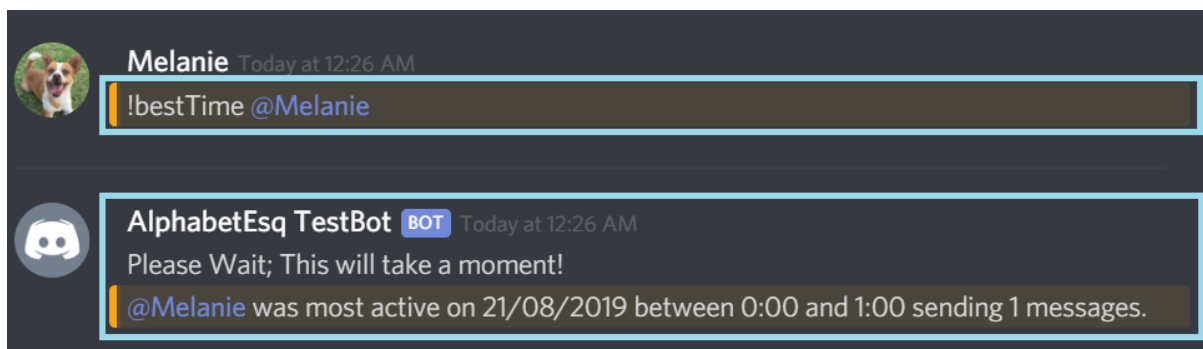 Melanie Today at 12:26 AM
!bestTime @Melanie
AlphabetEsq TestBot BOT Today at 12:26 AM
Please Wait; This will take a moment!
@Melanie was most active on 21/08/2019 between 0:00 and 1:00 sending 1 messages.